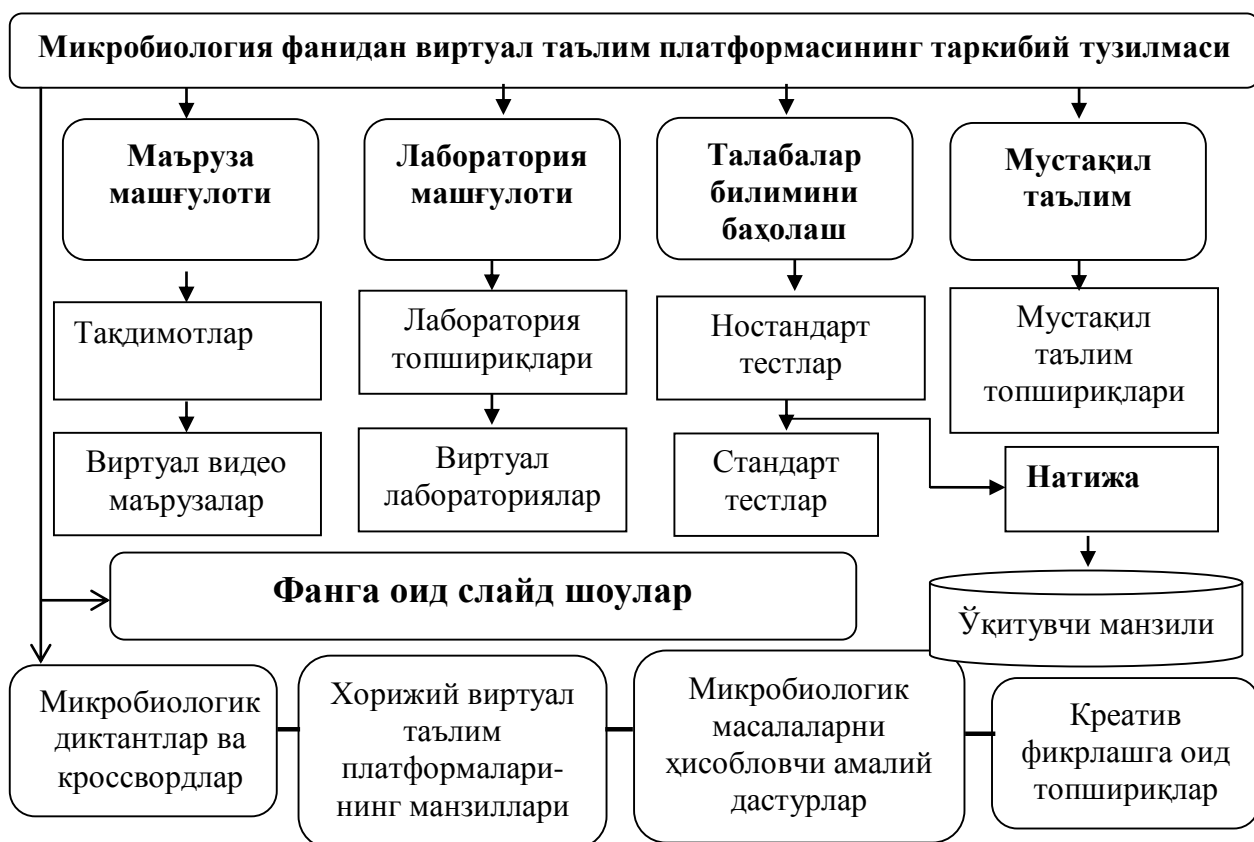 Микробиология фанидан виртуал таълим платформасининг таркибий тузилмаси
Маъруза
машғулоти
Лаборатория
машғулоти
Талабалар
билимини
баҳолаш
Мустақил
таълим
Тақдимотлар
Лаборатория
топшириқлари
Ностандарт
тестлар
Мустақил
таълим
топшириқлари
Виртуал видео
маърузалар
Виртуал
лабораториялар
Стандарт
тестлар
Натижа
Фанга оид слайд шоулар
Ўқитувчи манзили
Микробиологик
диктантлар ва
кроссвордлар
Хорижий виртуал
таълим
платформалари-
нинг манзиллари
Микробиологик
масалаларни
ҳисобловчи амалий
дастурлар
Креатив
фикрлашга оид
топшириқлар